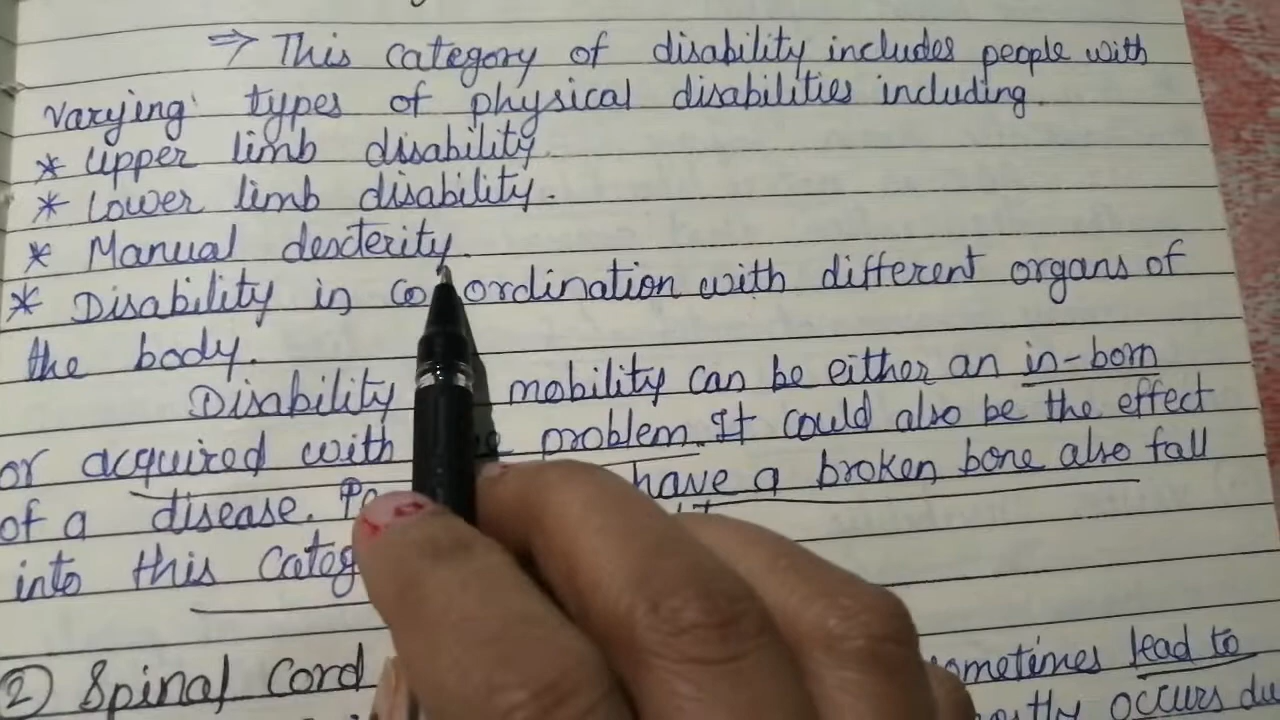 ⇒ This category of disability includes people with
varying types of physical disabilities including
* Upper limb disability.
* Lower limb disability.
* Manual dexterity.
* Disability in co ordination with different organs of
the body.
Disability mobility can be either an in-born
or acquired with problem. It could also be the effect
of a disease. have a broken bone also fall
into this
2) Spinal Cord sometimes lead to
occurs